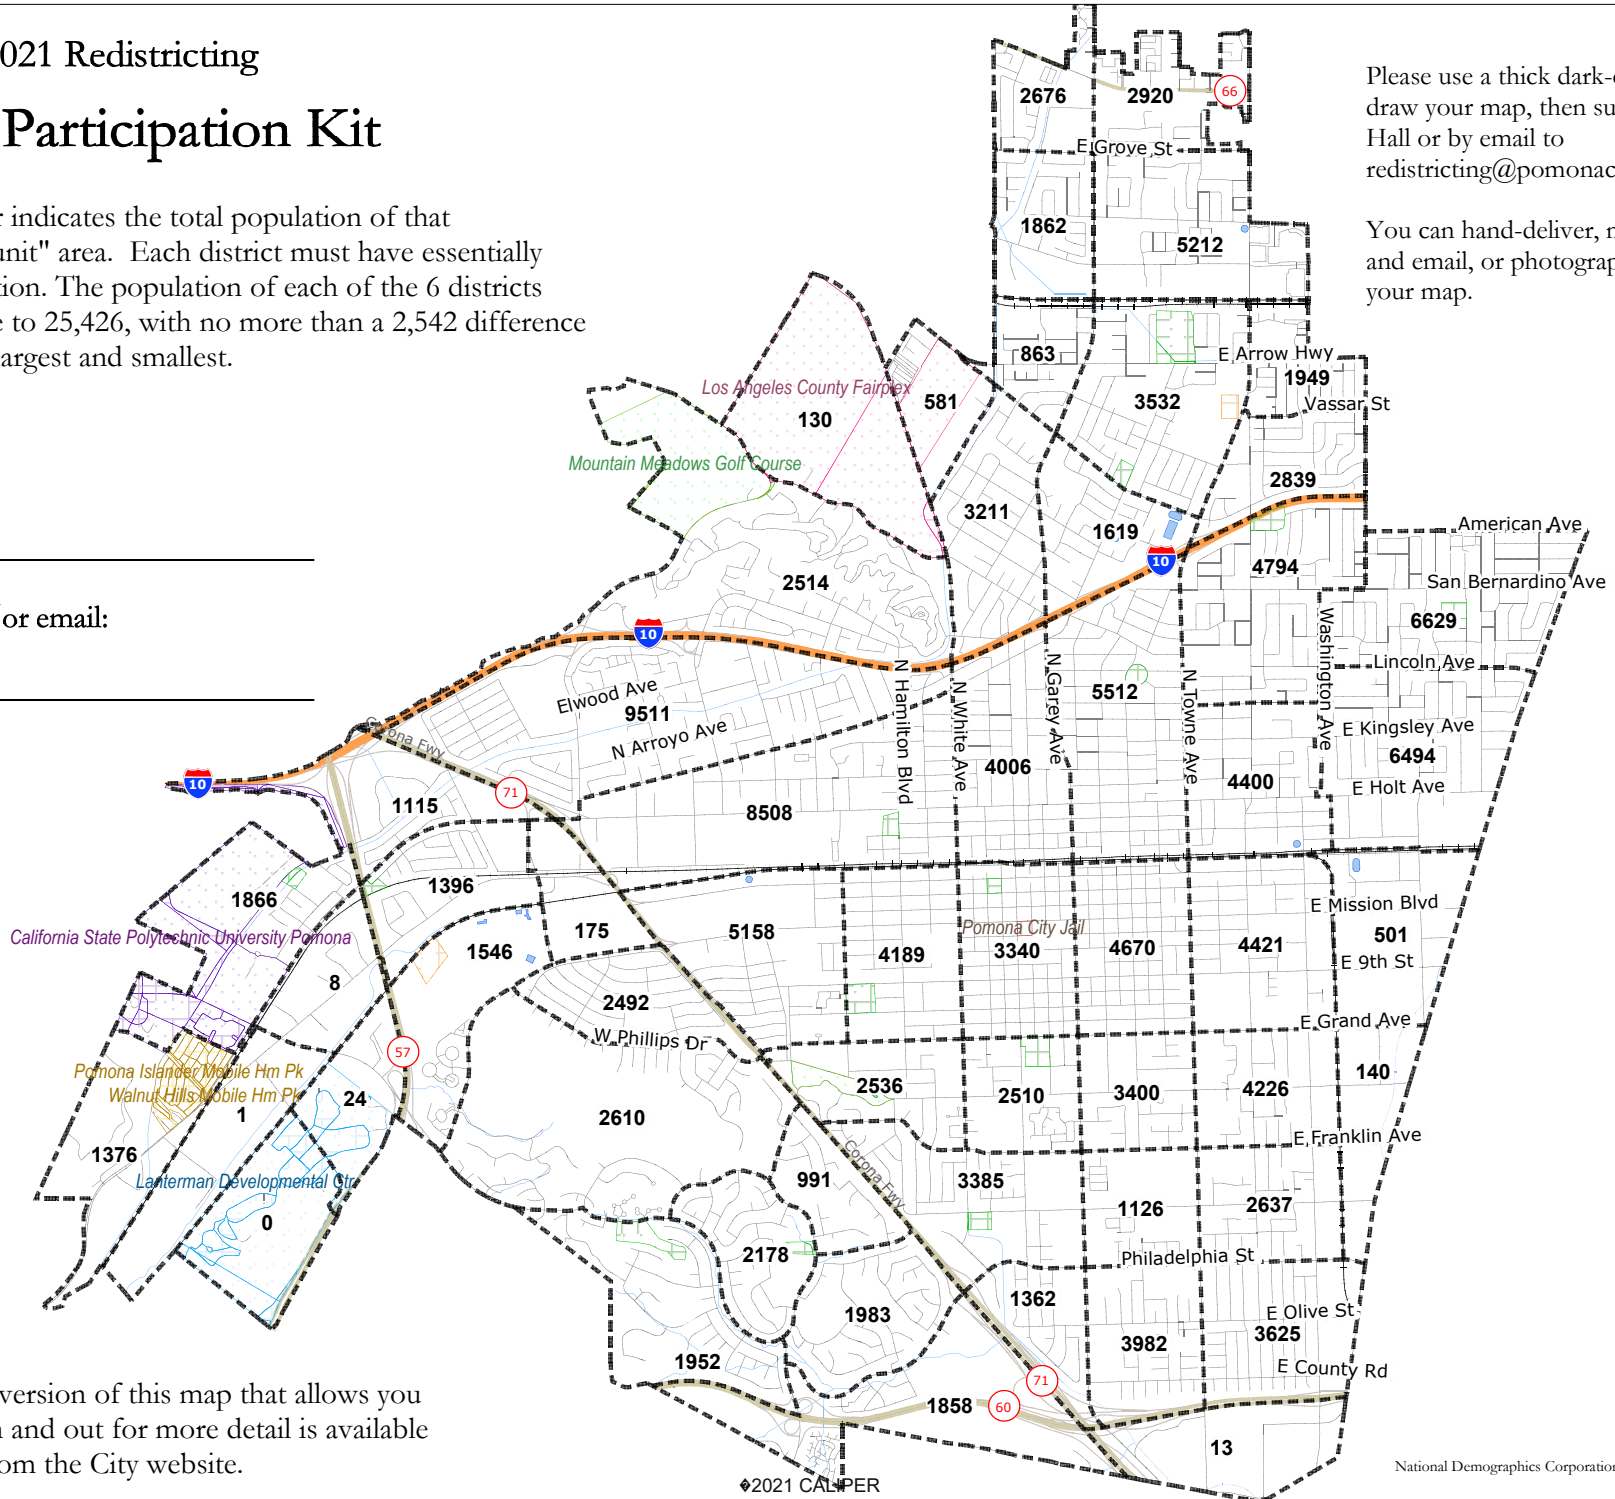 021 Redistricting
Participation Kit
r indicates the total population of that
unit" area.  Each district must have essentially
tion. The population of each of the 6 districts
e to 25,426, with no more than a 2,542 difference
argest and smallest.
or email:
Please use a thick dark-
draw your map, then su
Hall or by email to
redistricting@pomonac
You can hand-deliver, m
and email, or photograp
your map.
2676
2920
66
E Grove St
1862
5212
863
E Arrow Hwy
1949
Vassar St
3532
Los Angeles County Fairplex
130
581
Mountain Meadows Golf Course
2839
3211
1619
American Ave
10
4794
San Bernardino Ave
2514
6629
10
Washington Ave
Lincoln Ave
N Hamilton Blvd
N White Ave
N Garey Ave
N Towne Ave
5512
Elwood Ave
9511
N Arroyo Ave
Corona Fwy
E Kingsley Ave
6494
4006
4400
E Holt Ave
10
71
1115
8508
1396
1866
E Mission Blvd
California State Polytechnic University Pomona
175
5158
Pomona City Jail
501
1546
4189
3340
4670
4421
E 9th St
8
2492
W Phillips Dr
E Grand Ave
57
Pomona Islander Mobile Hm Pk
Walnut Hills Mobile Hm Pk
1
24
2536
2510
3400
4226
140
2610
1376
E Franklin Ave
Corona Fwy
Lanterman Developmental Ctr
0
991
3385
1126
2637
2178
Philadelphia St
1983
1362
E Olive St
3982
3625
1952
E County Rd
71
1858
60
13
version of this map that allows you
n and out for more detail is available
om the City website.
�2021 CALIPER
National Demographics Corporation